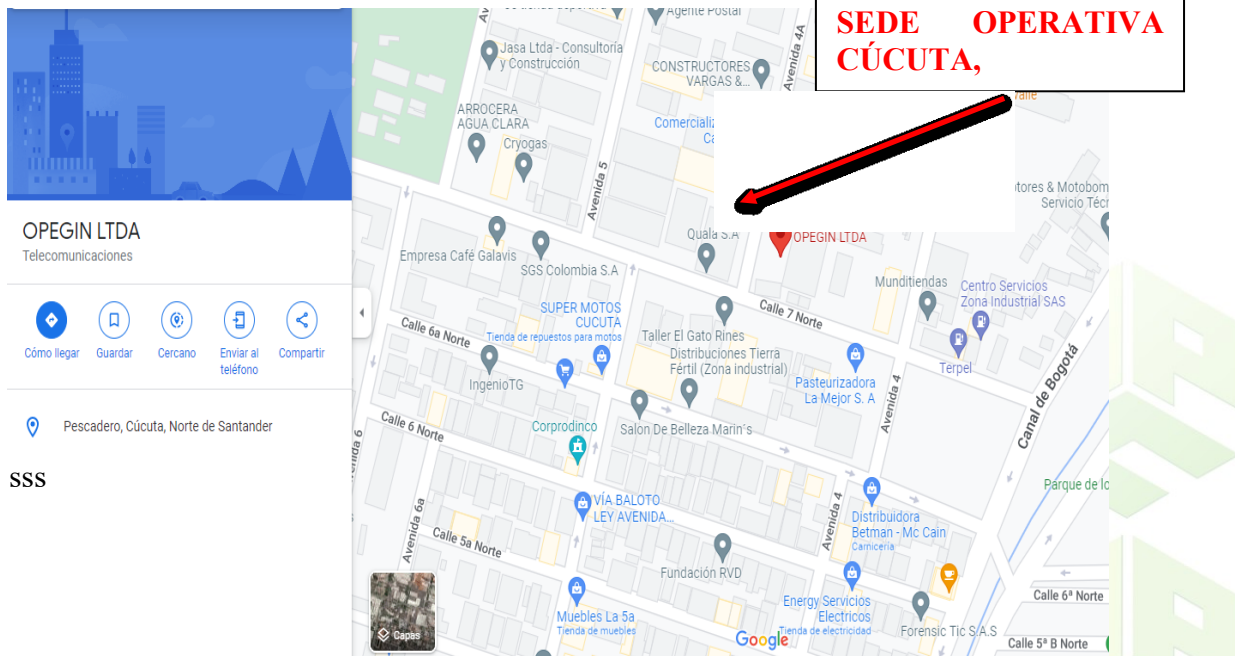 SEDE OPERATIVA
CÚCUTA,
OPEGIN LTDA
Telecomunicaciones
Cómo llegar
Guardar
Cercano
Enviar al
teléfono
Compartir
Pescadero, Cúcuta, Norte de Santander
sss
Agente Postal
Avenida 4A
Jasa Ltda - Consultoría
y Construcción
CONSTRUCTORES
VARGAS &...
ARROCERA
AGUA CLARA
Cryogas
Avenida 5
Servicio Técn
Quala S.A
OPEGIN LTDA
Empresa Café Galavis
SGS Colombia S.A
Munditiendas
Centro Servicios
Zona Industrial SAS
SUPER MOTOS
CUCUTA
Tienda de repuestos para motos
Calle 7 Norte
Calle 6a Norte
Taller El Gato Rines
Distribuciones Tierra
Fértil (Zona industrial)
Terpel
IngenioTG
Pasteurizadora
La Mejor S. A
Avenida 4
Canal de Bogotá
Calle 6 Norte
Corprodinco
Salon De Belleza Marin's
Avenida 6
Parque de lo
VÍA BALOTO
LEY AVENIDA...
Avenida 6a
Avenida 4
Distribuidora
Betman - Mc Cain
Carnicería
Calle 5a Norte
Fundación RVD
Energy Servicios
Electricos
Tienda de electricidad
Calle 6ª Norte
Muebles La 5a
Tienda de muebles
Forensic Tic S.A.S
Capas
Google
Calle 5ª B Norte